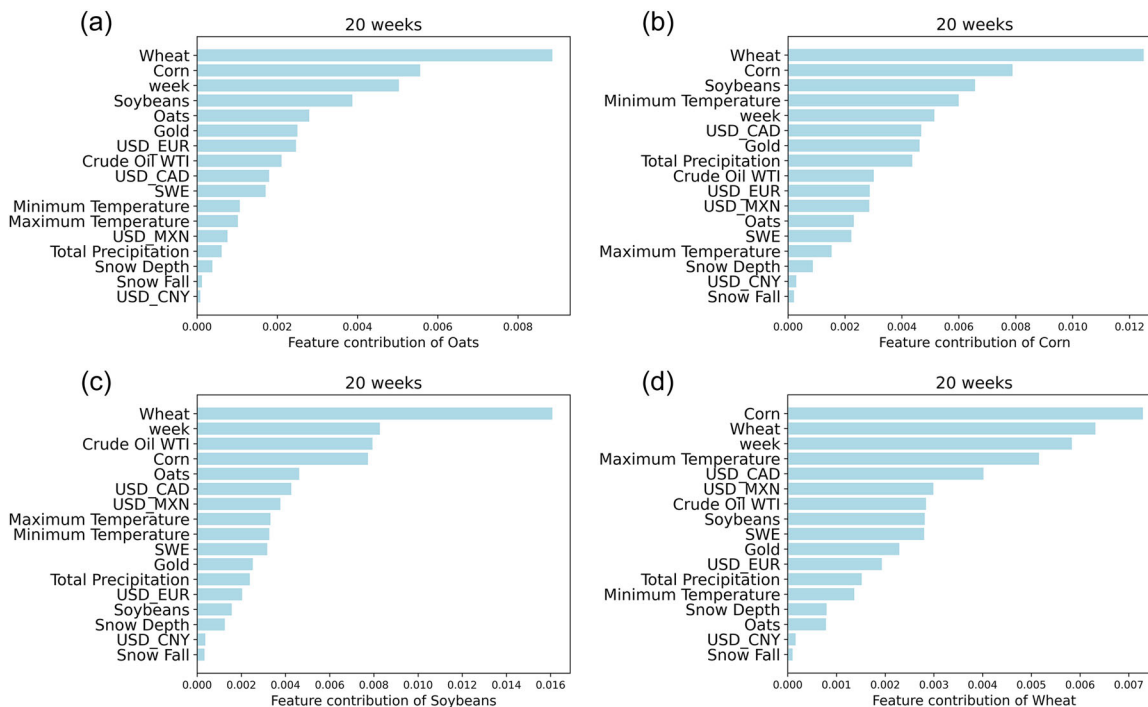 (a)
20 weeks
Wheat
Corn
week
Soybeans
Oats
Gold
USD_EUR
Crude Oil WTI
USD_CAD
SWE
Minimum Temperature
Maximum Temperature
USD_MXN
Total Precipitation
Snow Depth
Snow Fall
USD_CNY
0.000 0.002 0.004 0.006 0.008
Feature contribution of Oats
(b)
20 weeks
Wheat
Corn
Soybeans
Minimum Temperature
week
USD_CAD
Gold
Total Precipitation
Crude Oil WTI
USD_EUR
USD_MXN
Oats
SWE
Maximum Temperature
Snow Depth
USD_CNY
Snow Fall
0.000 0.002 0.004 0.006 0.008 0.010 0.012
Feature contribution of Corn
(c)
20 weeks
Wheat
week
Crude Oil WTI
Corn
Oats
USD_CAD
USD_MXN
Maximum Temperature
Minimum Temperature
SWE
Gold
Total Precipitation
USD_EUR
Soybeans
Snow Depth
USD_CNY
Snow Fall
0.000 0.002 0.004 0.006 0.008 0.010 0.012 0.014 0.016
Feature contribution of Soybeans
(d)
20 weeks
Corn
Wheat
week
Maximum Temperature
USD_CAD
USD_MXN
Crude Oil WTI
Soybeans
SWE
Gold
USD_EUR
Total Precipitation
Minimum Temperature
Snow Depth
Oats
USD_CNY
Snow Fall
0.000 0.001 0.002 0.003 0.004 0.005 0.006 0.007
Feature contribution of Wheat